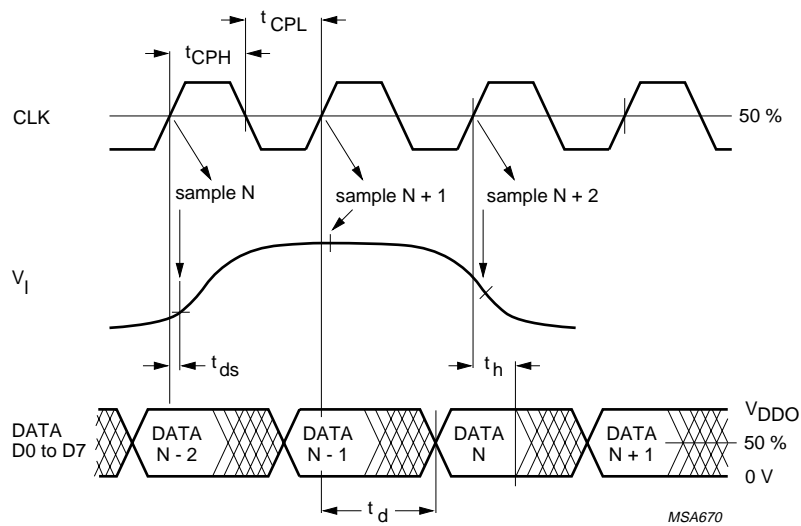 t CPL
t CPH
CLK
50 %
sample N
sample N + 1
sample N + 2
V I
t ds
t h
V DDO
DATA
D0 to D7
DATA
N - 2
DATA
N - 1
DATA
N
DATA
N + 1
50 %
0 V
t d
MSA670